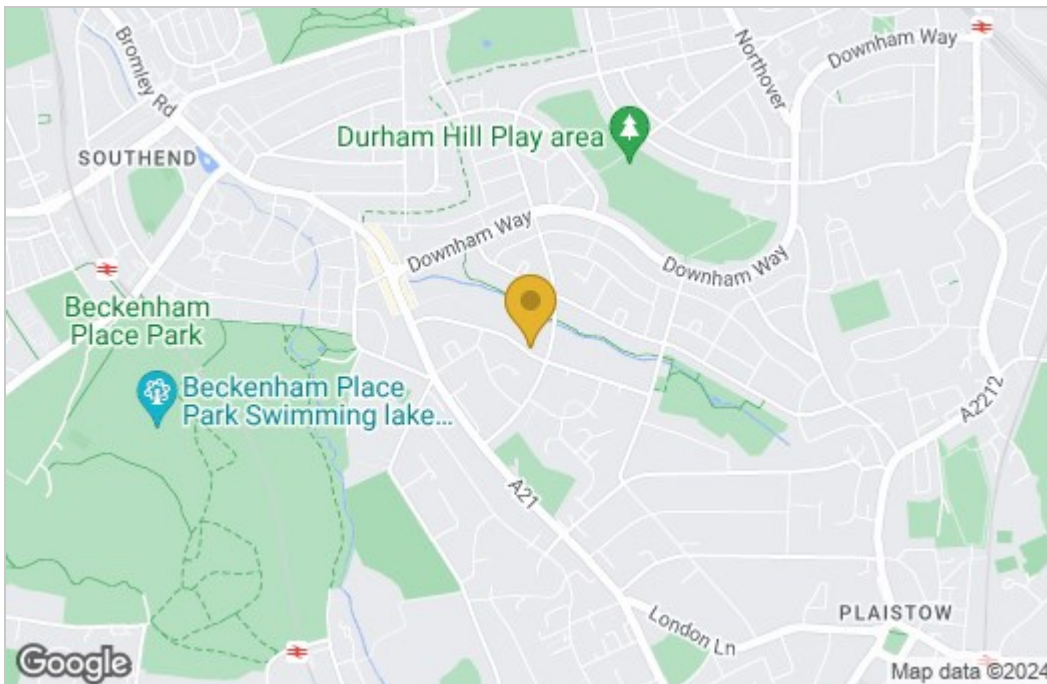 Bromley Rd
SOUTHEND
Northover
Downham Way
Durham Hill Play area
Downham Way
Downham Way
Beckenham
Place Park
Beckenham Place
Park Swimming lake...
A2212
A21
London Ln
PLAISTOW
Google
Map data ©2024